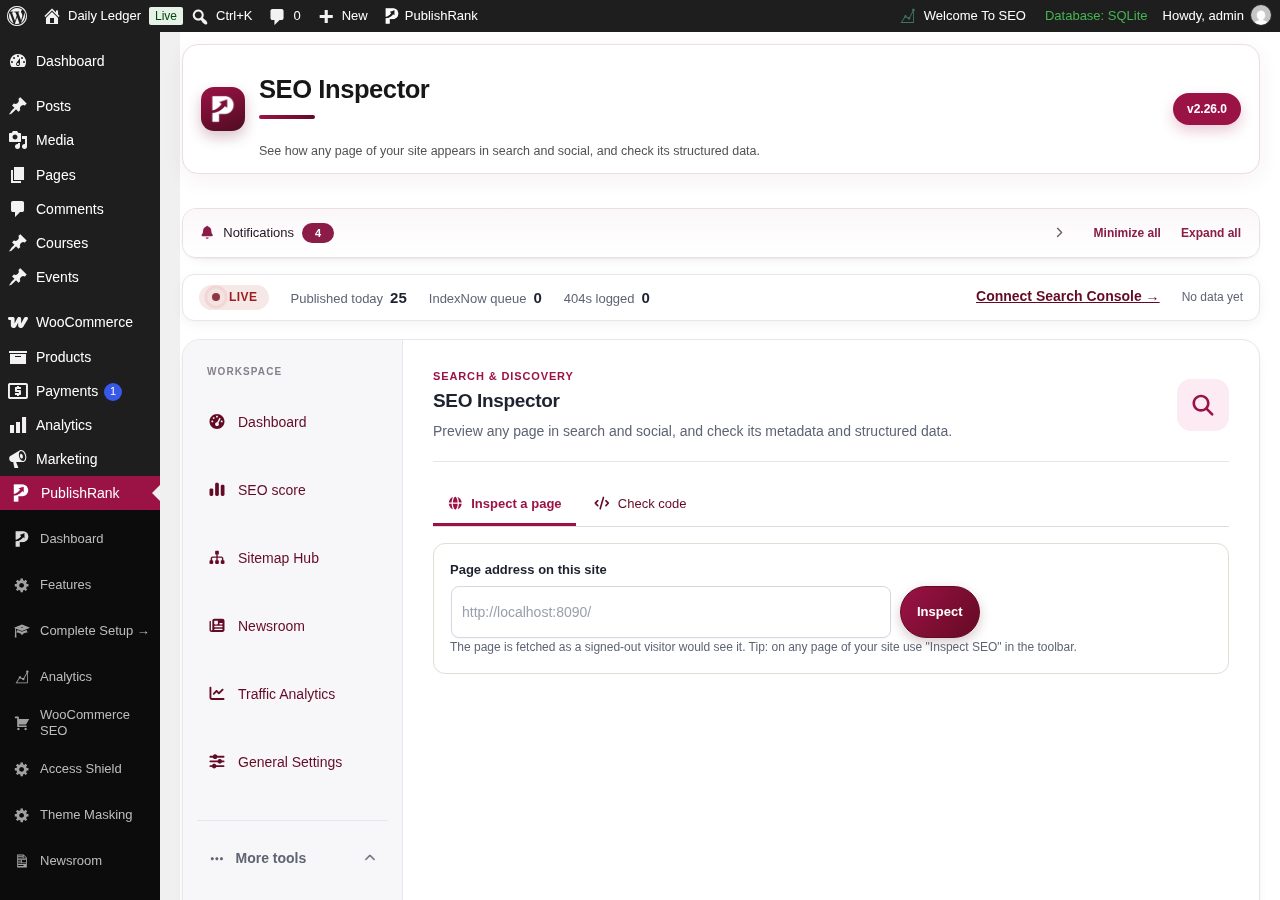 Daily Ledger
Live
Ctrl+K
0
New
PublishRank
Welcome To SEO
Database: SQLite
Howdy, admin
Dashboard
Posts
Media
Pages
Comments
Courses
Events
WooCommerce
Products
Payments 1
Analytics
Marketing
PublishRank
Dashboard
Features
Complete Setup →
Analytics
WooCommerce
SEO
Access Shield
Theme Masking
Newsroom
SEO Inspector
See how any page of your site appears in search and social, and check its structured data.
v2.26.0
Notifications 4
Minimize all
Expand all
LIVE
Published today 25
IndexNow queue 0
404s logged 0
Connect Search Console →
No data yet
WORKSPACE
Dashboard
SEO score
Sitemap Hub
Newsroom
Traffic Analytics
General Settings
More tools
SEARCH & DISCOVERY
SEO Inspector
Preview any page in search and social, and check its metadata and structured data.
Inspect a page
Check code
Page address on this site
http://localhost:8090/
Inspect
The page is fetched as a signed-out visitor would see it. Tip: on any page of your site use "Inspect SEO" in the toolbar.